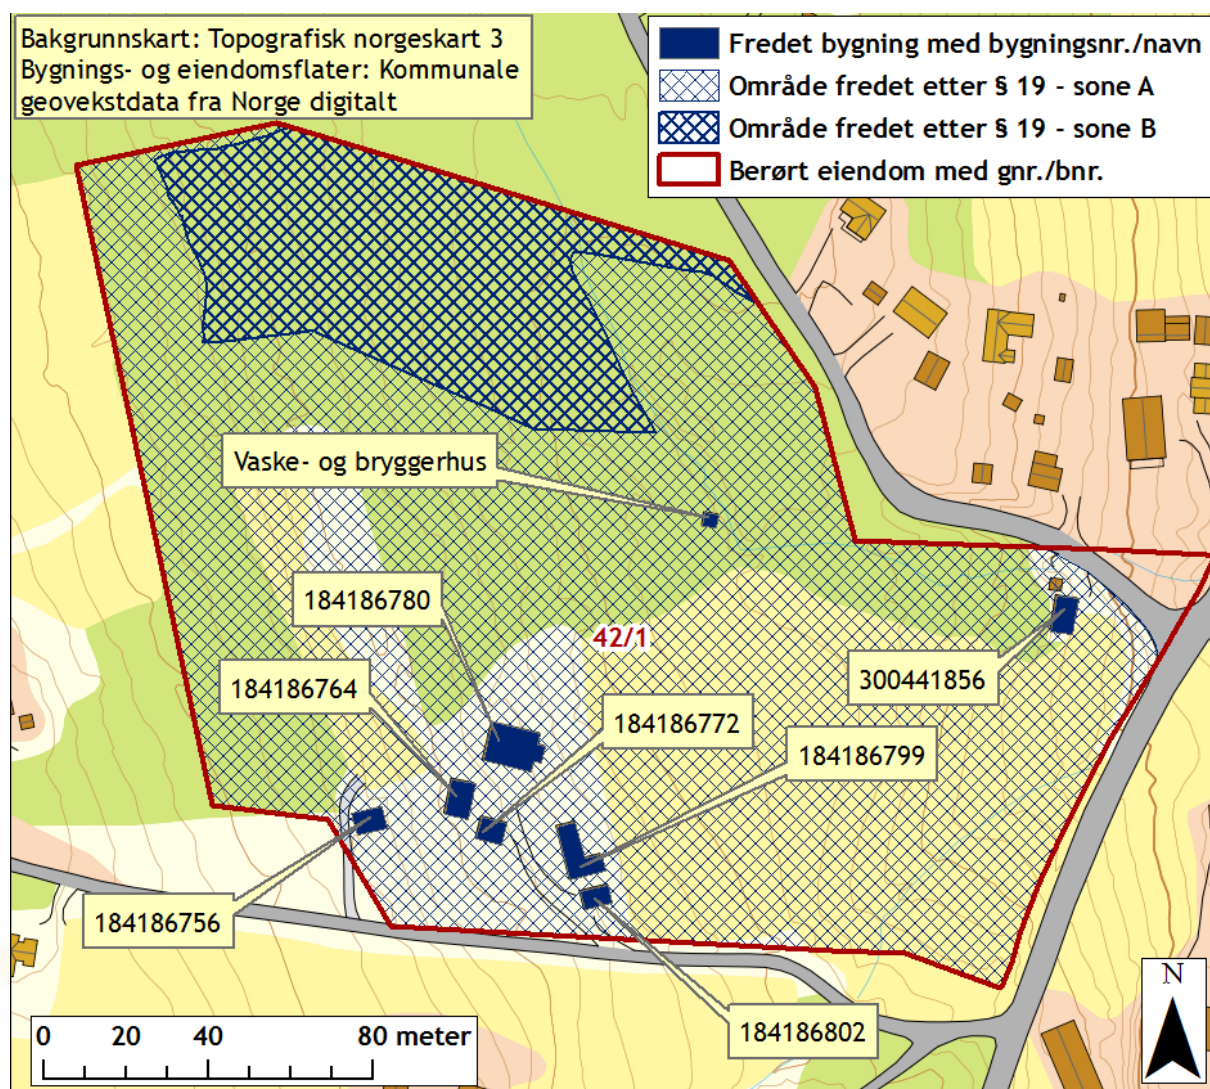 Bakgrunnskart: Topografisk norgeskart 3
Bygnings- og eiendomsflater: Kommunale
geovekstdata fra Norge digitalt
Fredet bygning med bygningsnr./navn
Område fredet etter § 19 - sone A
Område fredet etter § 19 - sone B
Berørt eiendom med gnr./bnr.
Vaske- og bryggerhus
184186780
42/1
184186764
300441856
184186772
184186799
184186756
184186802
N
0 20 40 80 meter